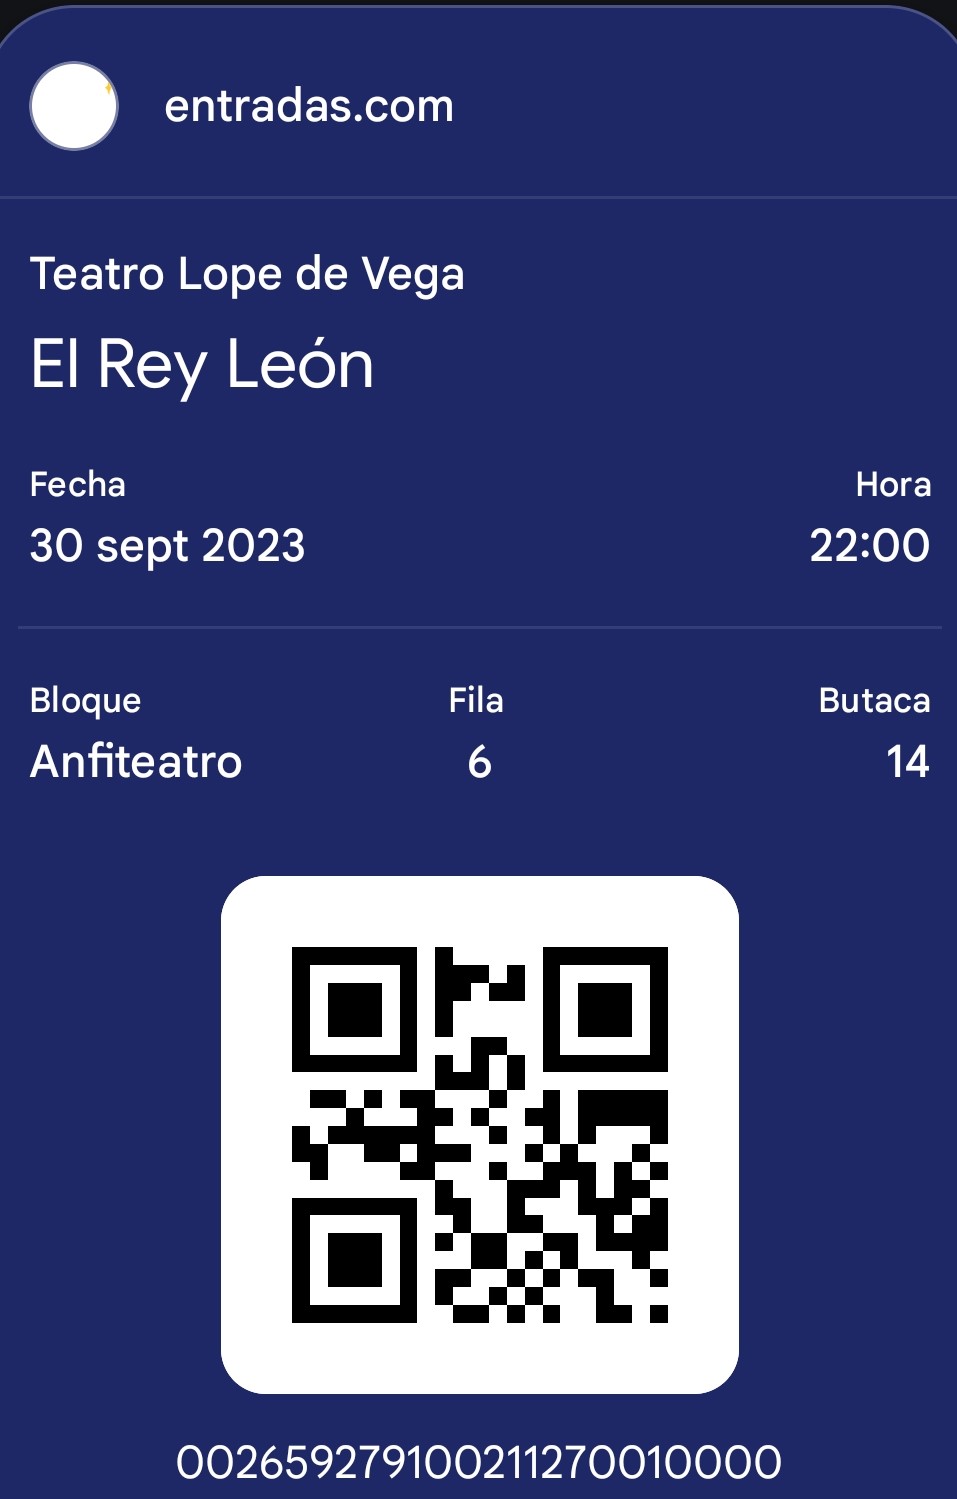 entradas.com
Teatro Lope de Vega
El Rey León
Fecha Hora
30 sept 2023 22:00
Bloque Fila Butaca
Anfiteatro 6 14
002659279100211270010000